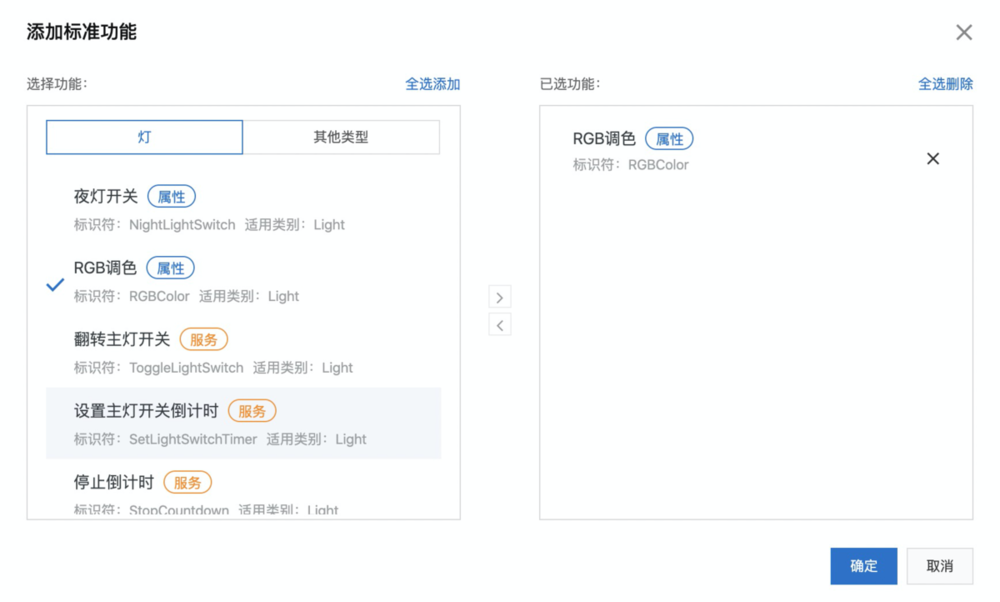 添加标准功能
选择功能：
全选添加
已选功能：
全选删除
灯
其他类型
夜灯开关 属性
标识符： NightLightSwitch 适用类别： Light
RGB调色 属性
标识符： RGBColor 适用类别： Light
翻转主灯开关 服务
标识符： ToggleLightSwitch 适用类别： Light
设置主灯开关倒计时 服务
标识符： SetLightSwitchTimer 适用类别： Light
停止倒计时 服务
标识符： StopCountdown 适用类别： Light
RGB调色 属性
标识符： RGBColor
确定
取消